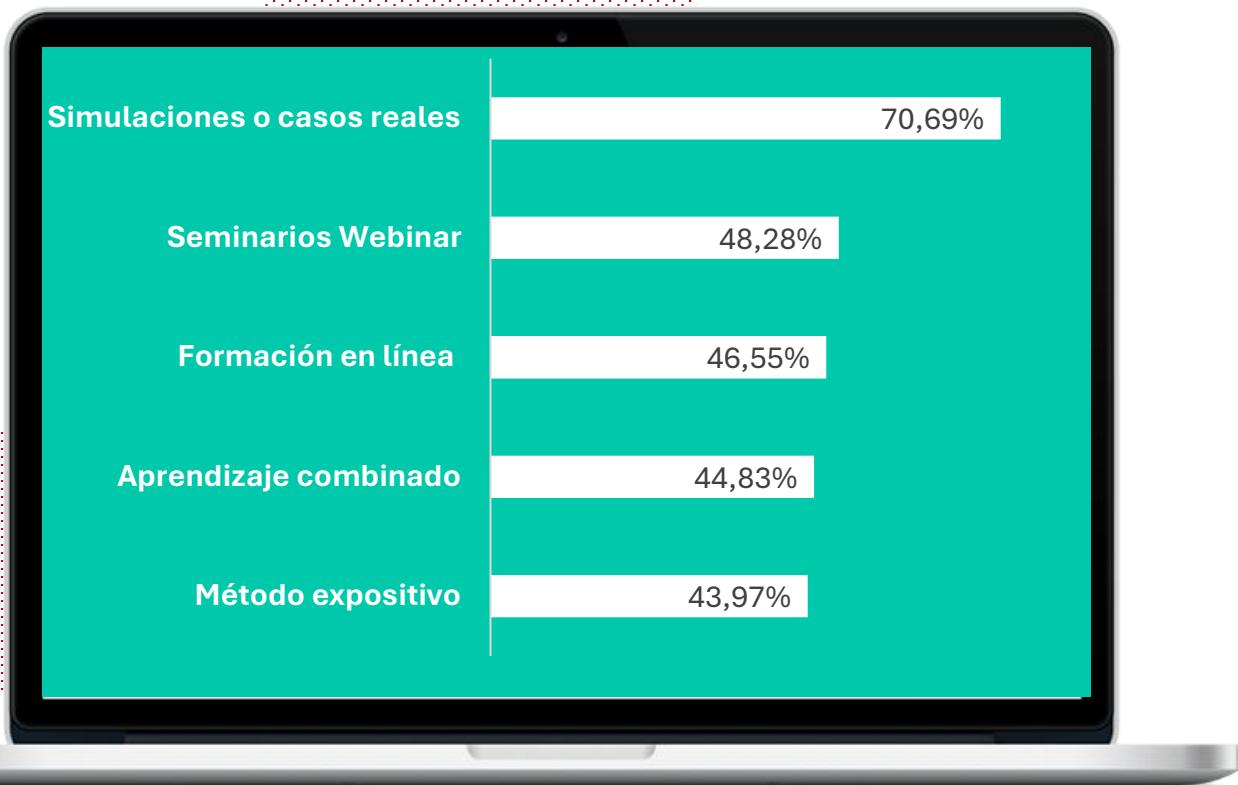 Simulaciones o casos reales
70,69%
Seminarios Webinar
48,28%
Formación en línea
46,55%
Aprendizaje combinado
44,83%
Método expositivo
43,97%